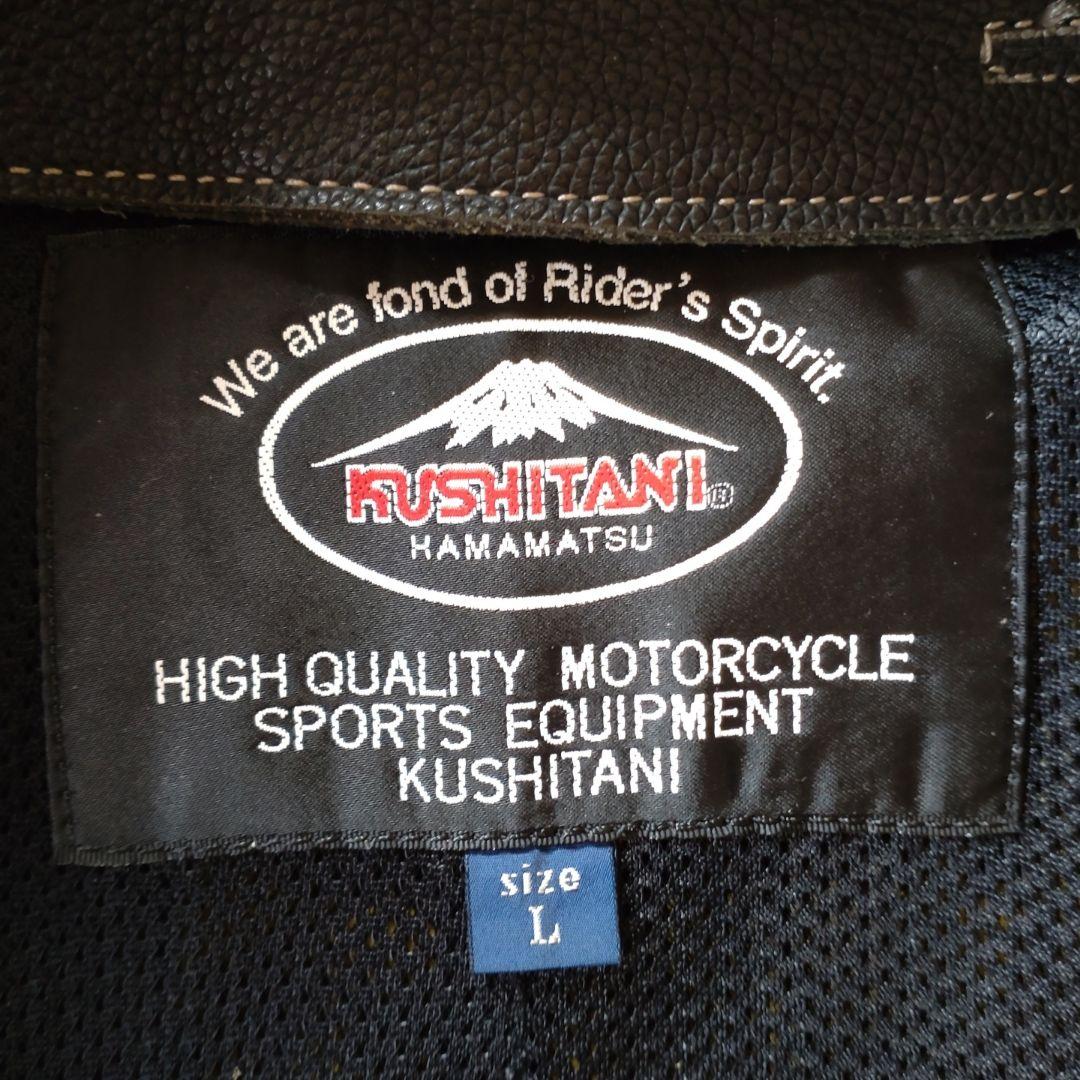 We are fond of Rider's Spirit.
KUSHITANI®
HAMAMATSU
HIGH QUALITY MOTORCYCLE
SPORTS EQUIPMENT
KUSHITANI
size
L